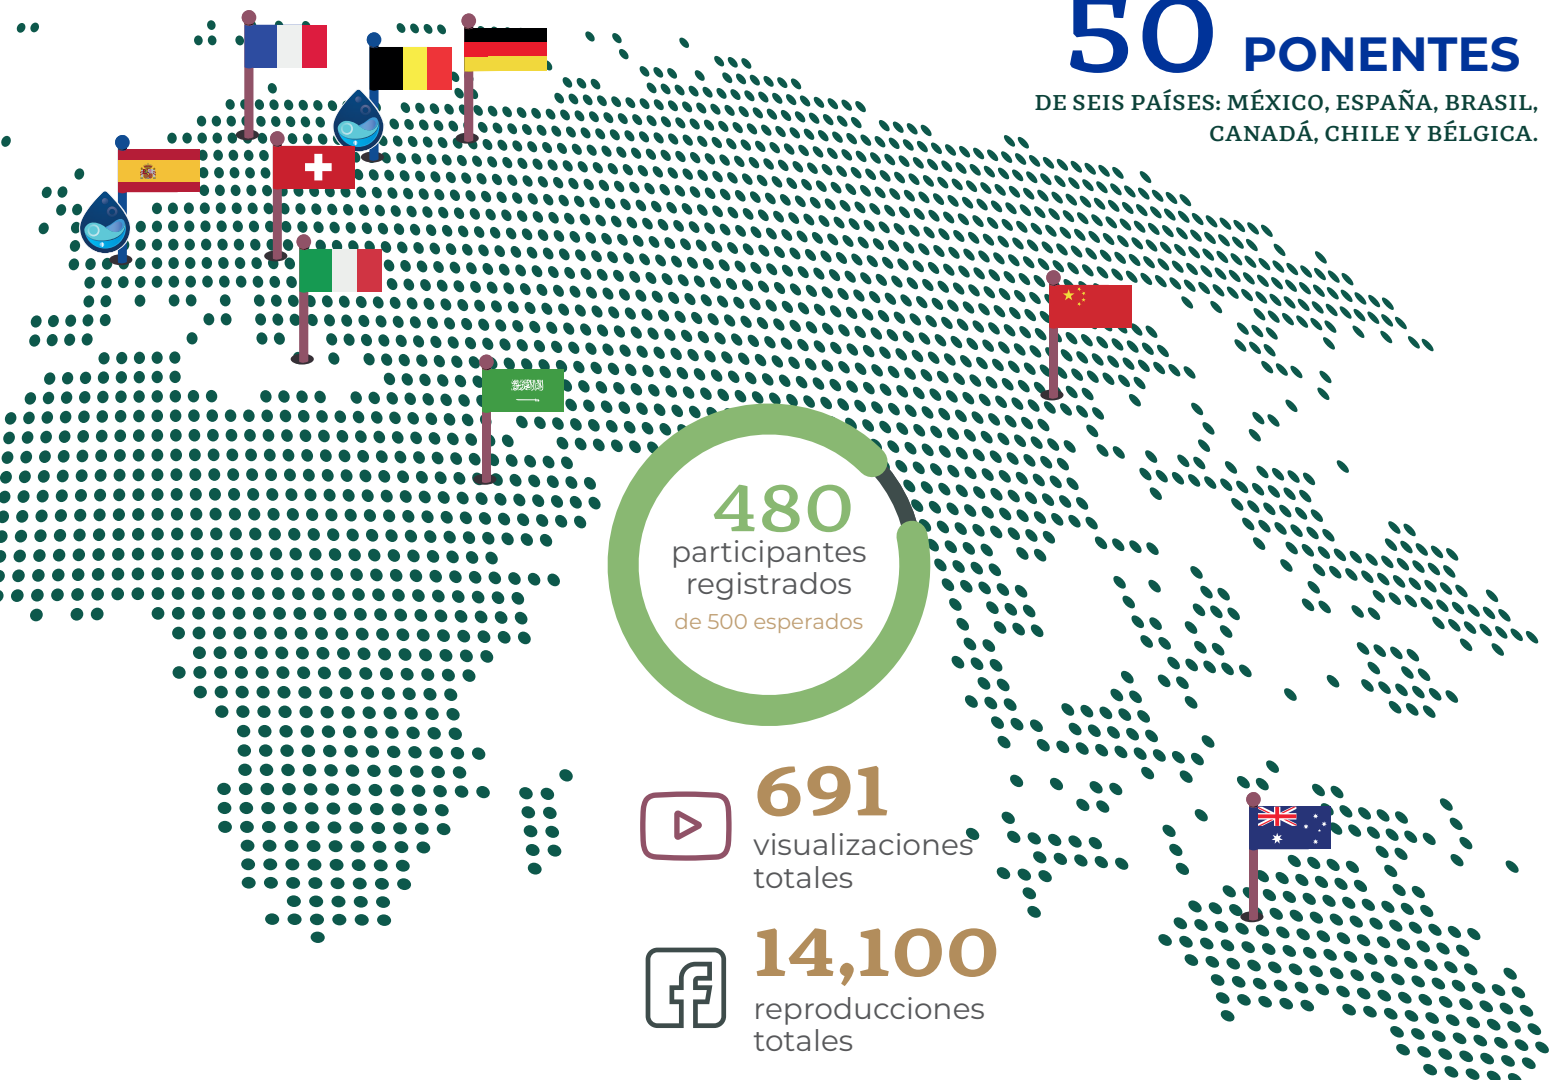 50 PONENTES
DE SEIS PAÍSES: MÉXICO, ESPAÑA, BRASIL,
CANADÁ, CHILE Y BÉLGICA.
480
participantes
registrados
de 500 esperados
691
visualizaciones
totales
14,100
reproducciones
totales